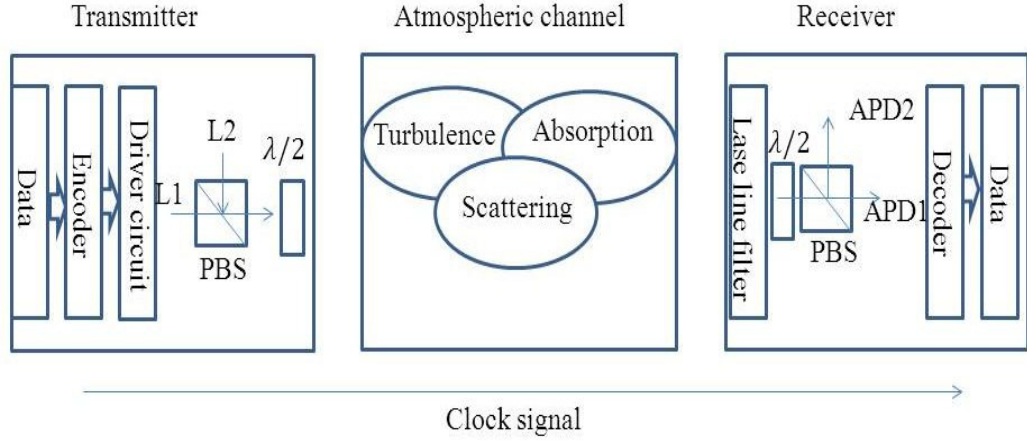 Transmitter
Atmospheric channel
Receiver
Data
Encoder
Driver circuit
L2
L1
λ/2
PBS
Turbulence
Absorption
Scattering
Lase line filter
λ/2
APD2
APD1
PBS
Decoder
Data
Clock signal